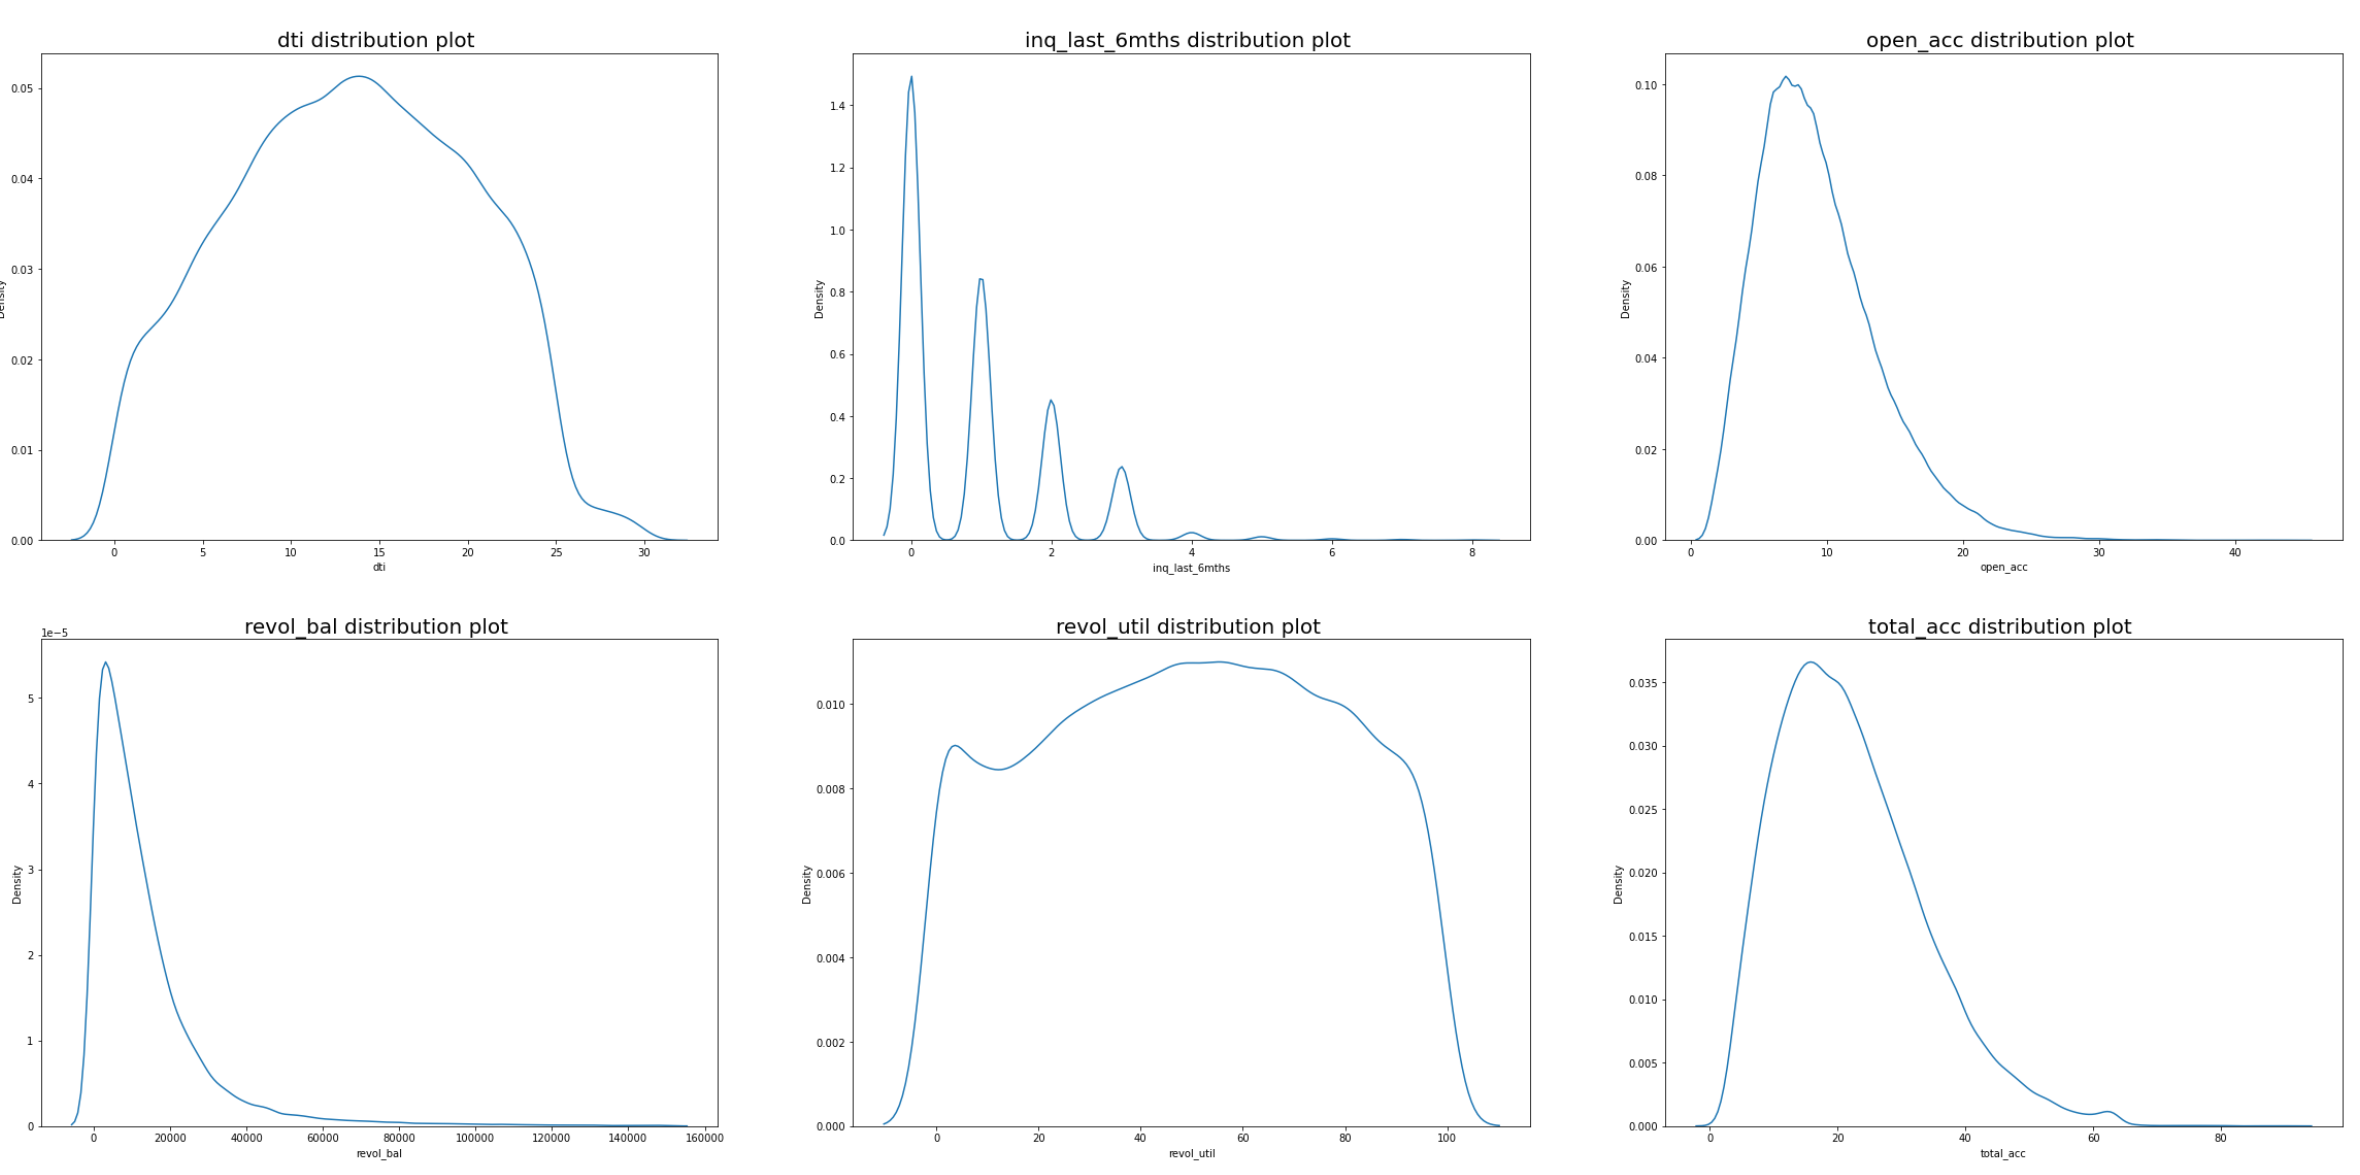 dti distribution plot
Density
0.05
0.04
0.03
0.02
0.01
0.00
0 5 10 15 20 25 30
dti
inq_last_6mths distribution plot
Density
1.4
1.2
1.0
0.8
0.6
0.4
0.2
0.0
0 2 4 6 8
inq_last_6mths
open_acc distribution plot
Density
0.10
0.08
0.06
0.04
0.02
0.00
0 10 20 30 40
open_acc
revol_bal distribution plot
1e−5
Density
5
4
3
2
1
0
0 20000 40000 60000 80000 100000 120000 140000 160000
revol_bal
revol_util distribution plot
Density
0.010
0.008
0.006
0.004
0.002
0.000
0 20 40 60 80 100
revol_util
total_acc distribution plot
Density
0.035
0.030
0.025
0.020
0.015
0.010
0.005
0.000
0 20 40 60 80
total_acc